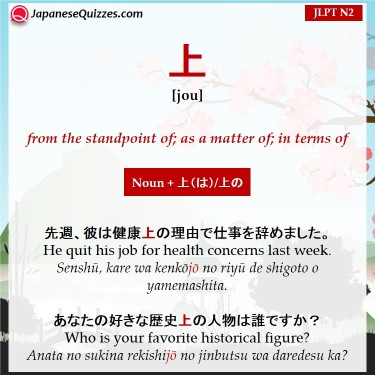 JapaneseQuizzes.com
JLPT N2
上
[jou]
from the standpoint of; as a matter of; in terms of
Noun + 上（は）/上の
先週、彼は健康上の理由で仕事を辞めました。
He quit his job for health concerns last week.
Senshū, kare wa kenkōjō no riyū de shigoto o
yamemashita.
あなたの好きな歴史上の人物は誰ですか？
Who is your favorite historical figure?
Anata no sukina rekishijō no jinbutsu wa daredesu ka?